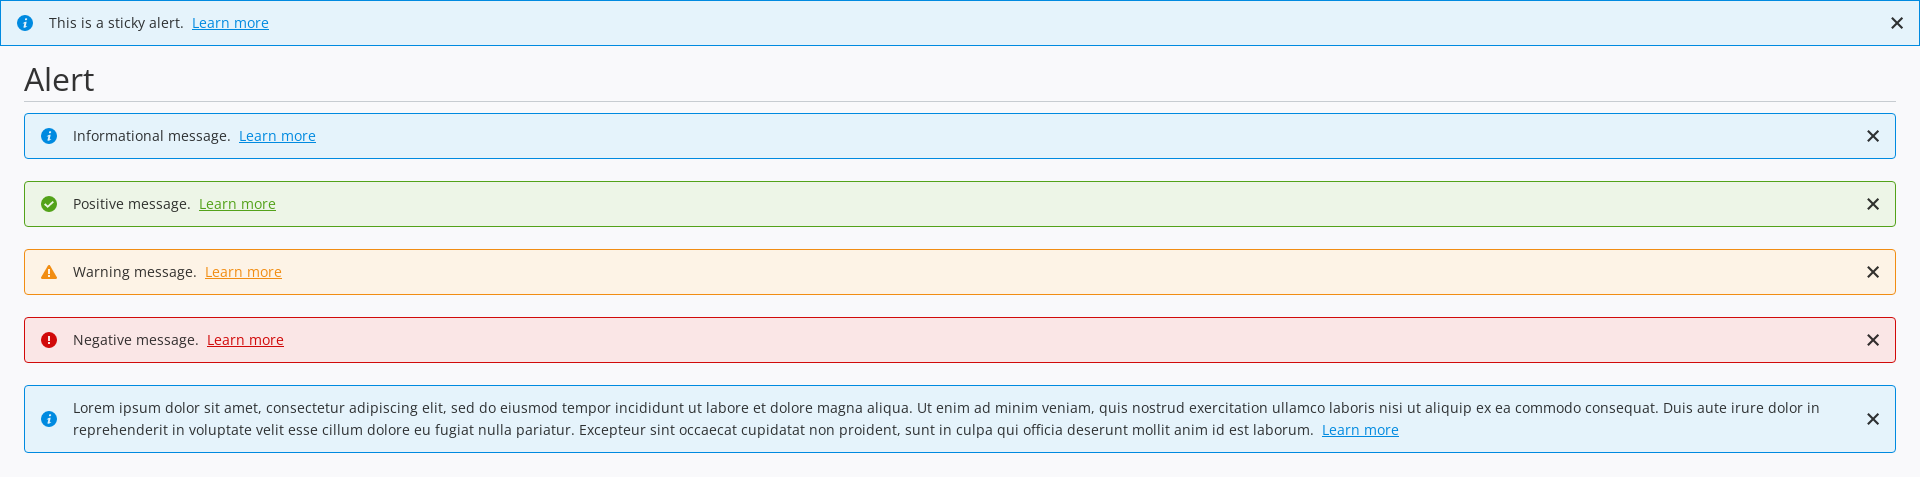 This is a sticky alert. Learn more
Alert
Informational message. Learn more
Positive message. Learn more
Warning message. Learn more
Negative message. Learn more
Lorem ipsum dolor sit amet, consectetur adipiscing elit, sed do eiusmod tempor incididunt ut labore et dolore magna aliqua. Ut enim ad minim veniam, quis nostrud exercitation ullamco laboris nisi ut aliquip ex ea commodo consequat. Duis aute irure dolor in
reprehenderit in voluptate velit esse cillum dolore eu fugiat nulla pariatur. Excepteur sint occaecat cupidatat non proident, sunt in culpa qui officia deserunt mollit anim id est laborum. Learn more